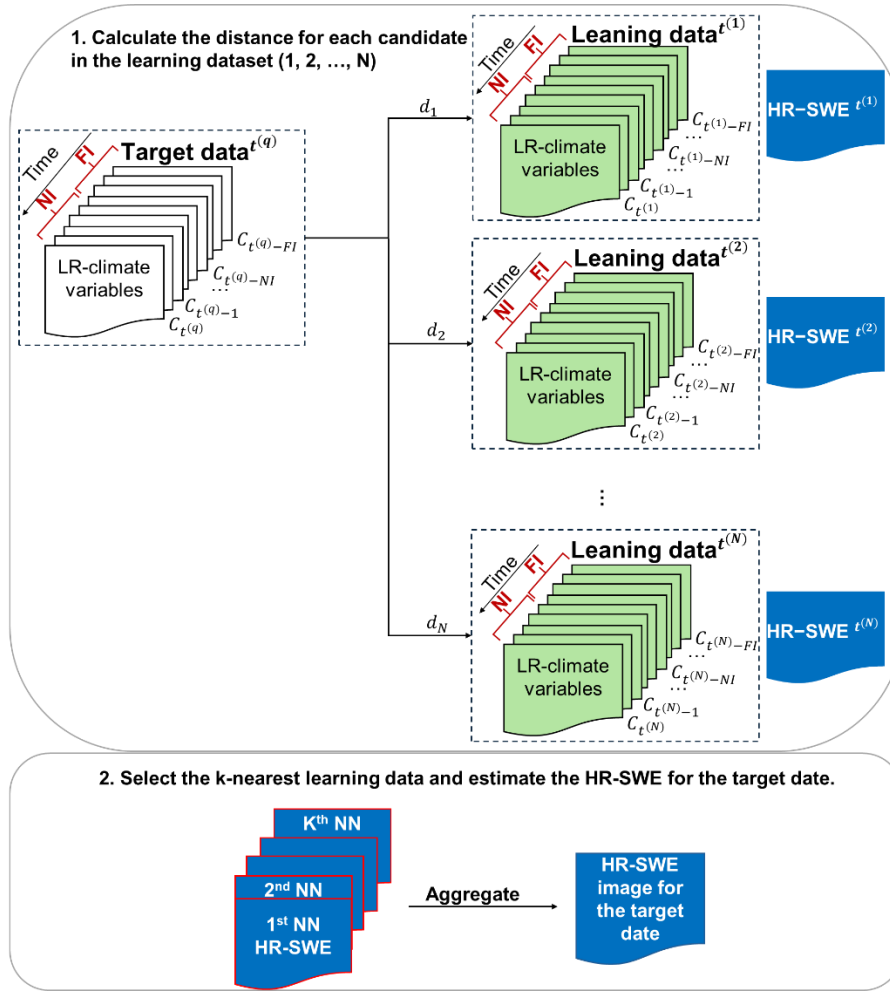 1. Calculate the distance for each candidate
in the learning dataset (1, 2, …, N)
Time
NI
FI
Target data^t^(q)
LR-climate
variables
C_t^(q)−FI
…
C_t^(q)−NI
C_t^(q)−1
C_t^(q)
d_1
Time
NI
FI
Leaning data^t^(1)
LR-climate
variables
C_t^(1)−FI
…
C_t^(1)−NI
…
C_t^(1)−1
C_t^(1)
HR−SWE t^(1)
d_2
Time
NI
FI
Leaning data^t^(2)
LR-climate
variables
C_t^(2)−FI
…
C_t^(2)−NI
…
C_t^(2)−1
C_t^(2)
HR−SWE t^(2)
⋮
d_N
Time
NI
FI
Leaning data^t^(N)
LR-climate
variables
C_t^(N)−FI
…
C_t^(N)−NI
…
C_t^(N)−1
C_t^(N)
HR−SWE t^(N)
2. Select the k-nearest learning data and estimate the HR-SWE for the target date.
K^th NN
2^nd NN
1^st NN
HR-SWE
Aggregate
HR-SWE
image for
the target
date